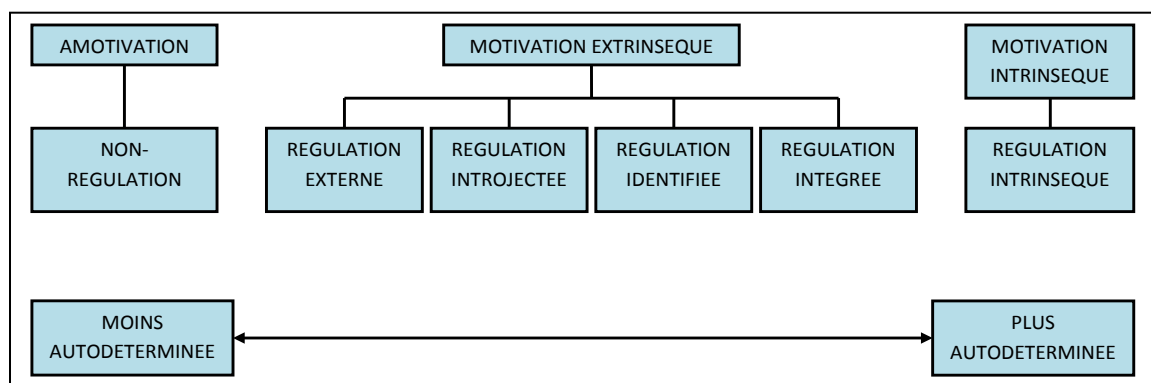 AMOTIVATION
MOTIVATION EXTRINSEQUE
MOTIVATION
INTRINSEQUE
NON-
REGULATION
REGULATION
EXTERNE
REGULATION
INTROJECTEE
REGULATION
IDENTIFIEE
REGULATION
INTEGREE
REGULATION
INTRINSEQUE
MOINS
AUTODETERMINEE
PLUS
AUTODETERMINEE